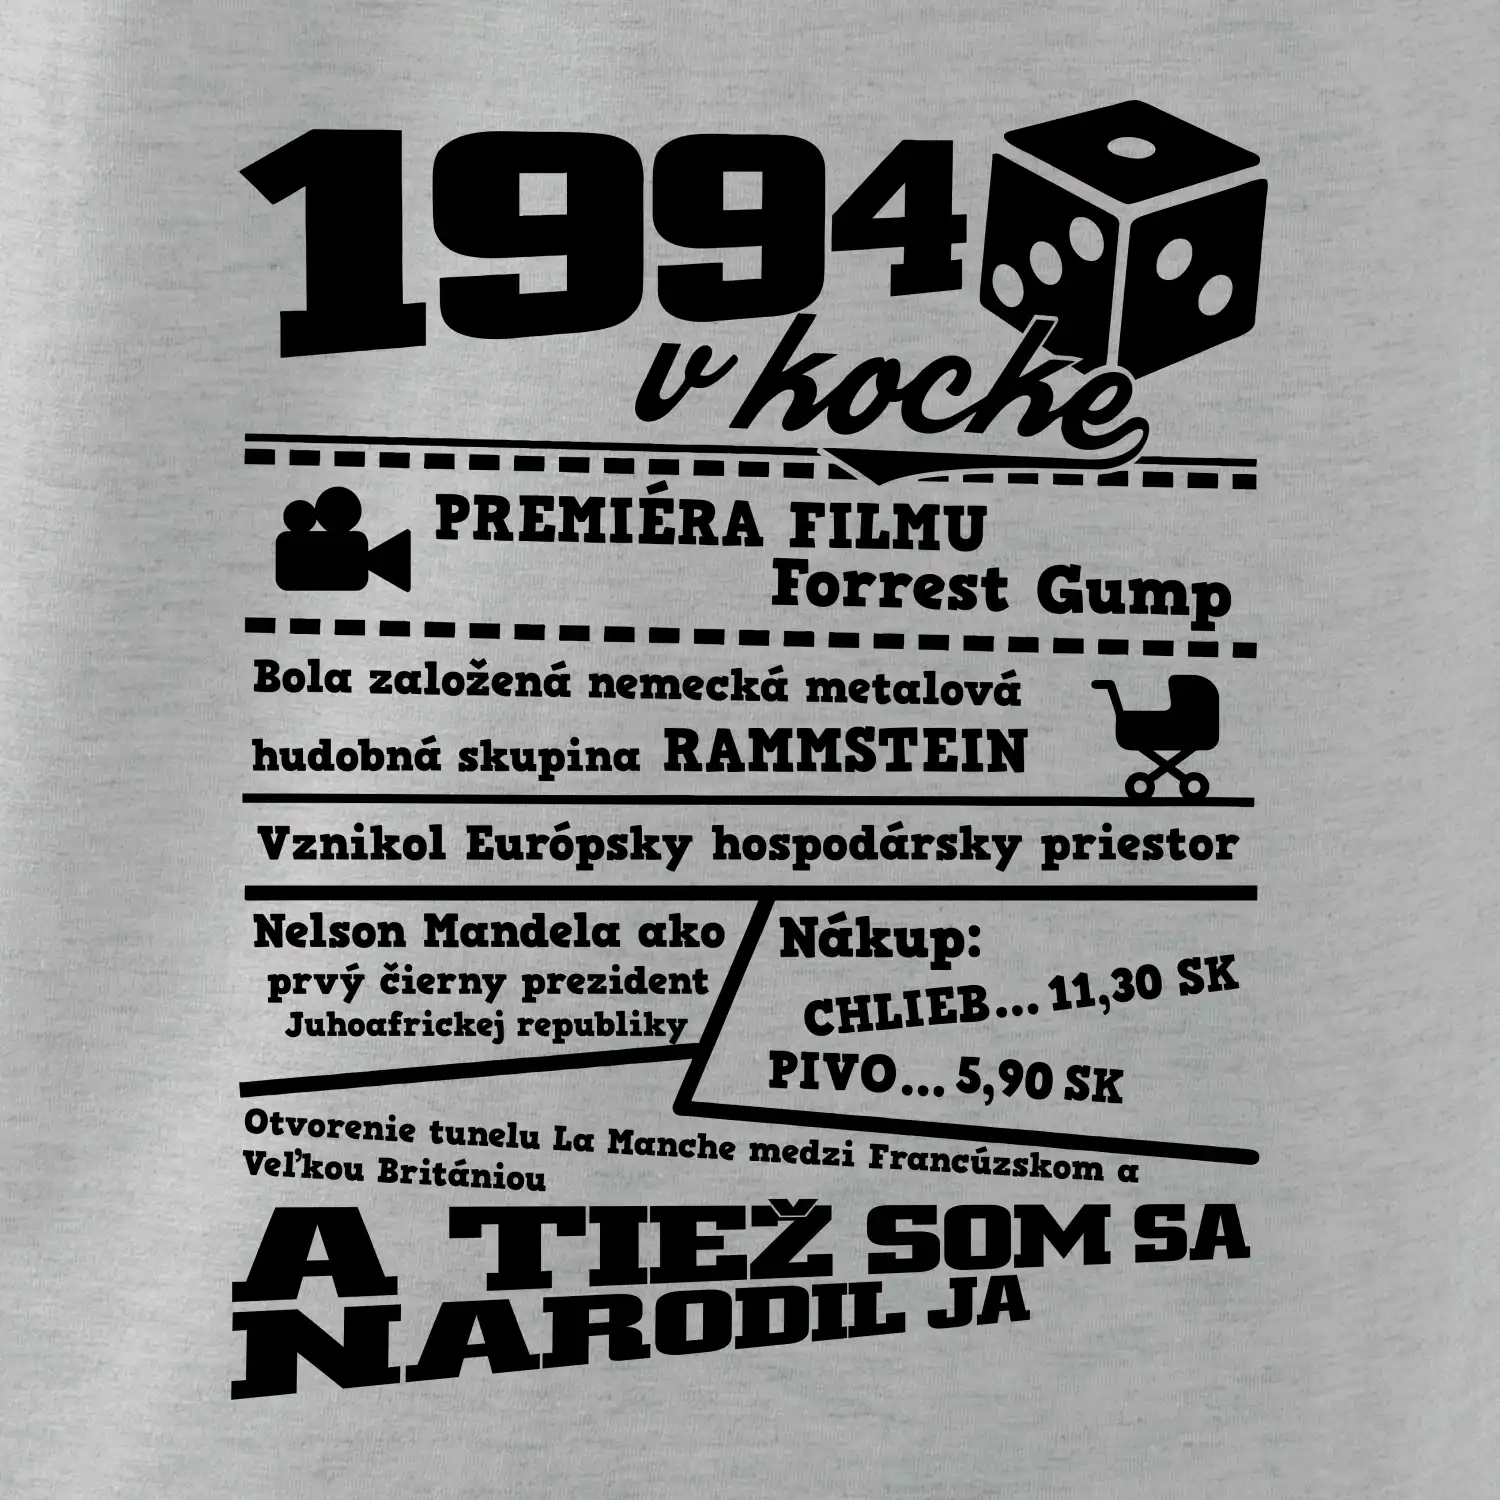 1994
v kocke
PREMIÉRA FILMU
Forrest Gump
Bola založená nemecká metalová
hudobná skupina RAMMSTEIN
Vznikol Európsky hospodársky priestor
Nelson Mandela ako
prvý čierny prezident
Juhoafrickej republiky
Nákup:
CHLIEB... 11,30 SK
PIVO... 5,90 SK
Otvorenie tunelu La Manche medzi Francúzskom a
Veľkou Britániou
A TIEŽ SOM SA
NARODIL JA